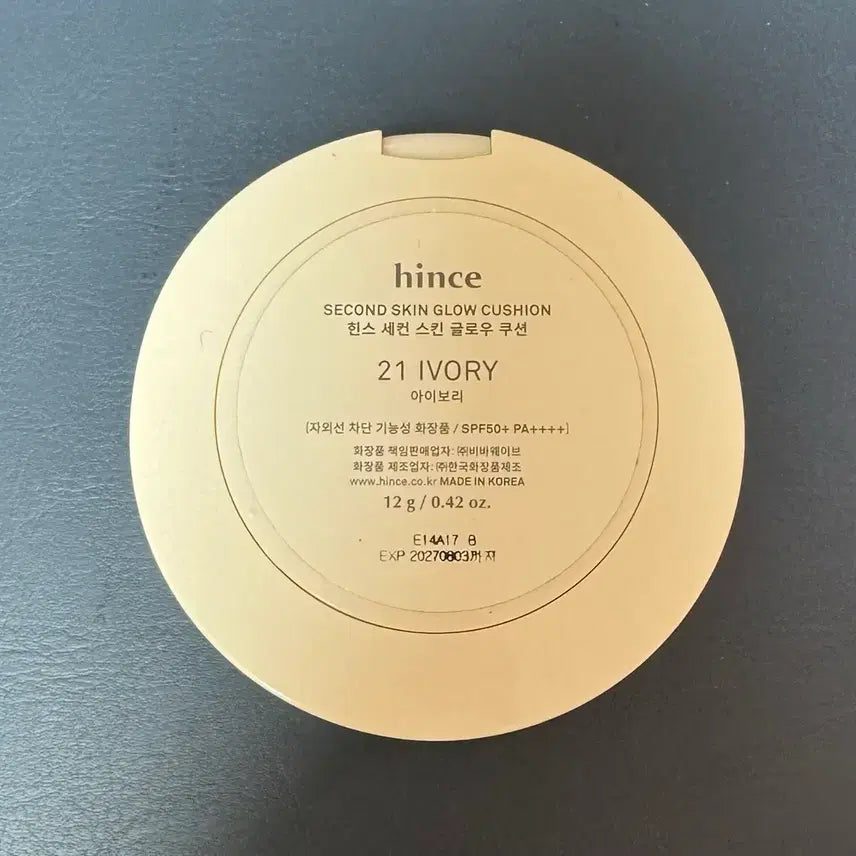 hince
SECOND SKIN GLOW CUSHION
힌스 세컨 스킨 글로우 쿠션
21 IVORY
아이보리
[자외선 차단 기능성 화장품 / SPF50+ PA++++]
화장품 책임판매업자: ㈜비바웨이브
화장품 제조업자: ㈜한국화장품제조
www.hince.co.kr MADE IN KOREA
12 g / 0.42 oz.
E14A17 B
EXP 20270803까지